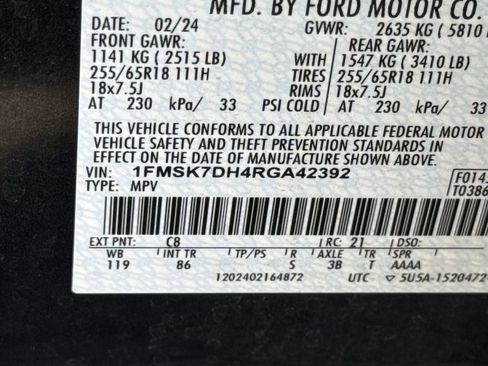 MFD. BY FORD MOTOR CO.
DATE: 02/24 GVWR: 2635 KG ( 5810
FRONT GAWR: REAR GAWR:
1141 KG ( 2515 LB) WITH 1547 KG ( 3410 LB)
255/65R18 111H TIRES 255/65R18 111H
18x7.5J RIMS 18x7.5J
AT 230 kPa/ 33 PSI COLD AT 230 kPa/ 33
THIS VEHICLE CONFORMS TO ALL APPLICABLE FEDERAL MOTOR
VEHICLE SAFETY AND THEFT PREVENTION STANDARDS IN
EFFECT ON THE DATE OF MANUFACTURE SHOWN ABOVE.
VIN: 1FMSK7DH4RGA42392
TYPE: MPV
F014
T0386
EXT PNT: C8 RC: 21 DSO:
WB INT TR TP/PS R AXLE TR SPR
119 86 S 3B T AAAA
1202402164872 UTC 5U5A-1520472